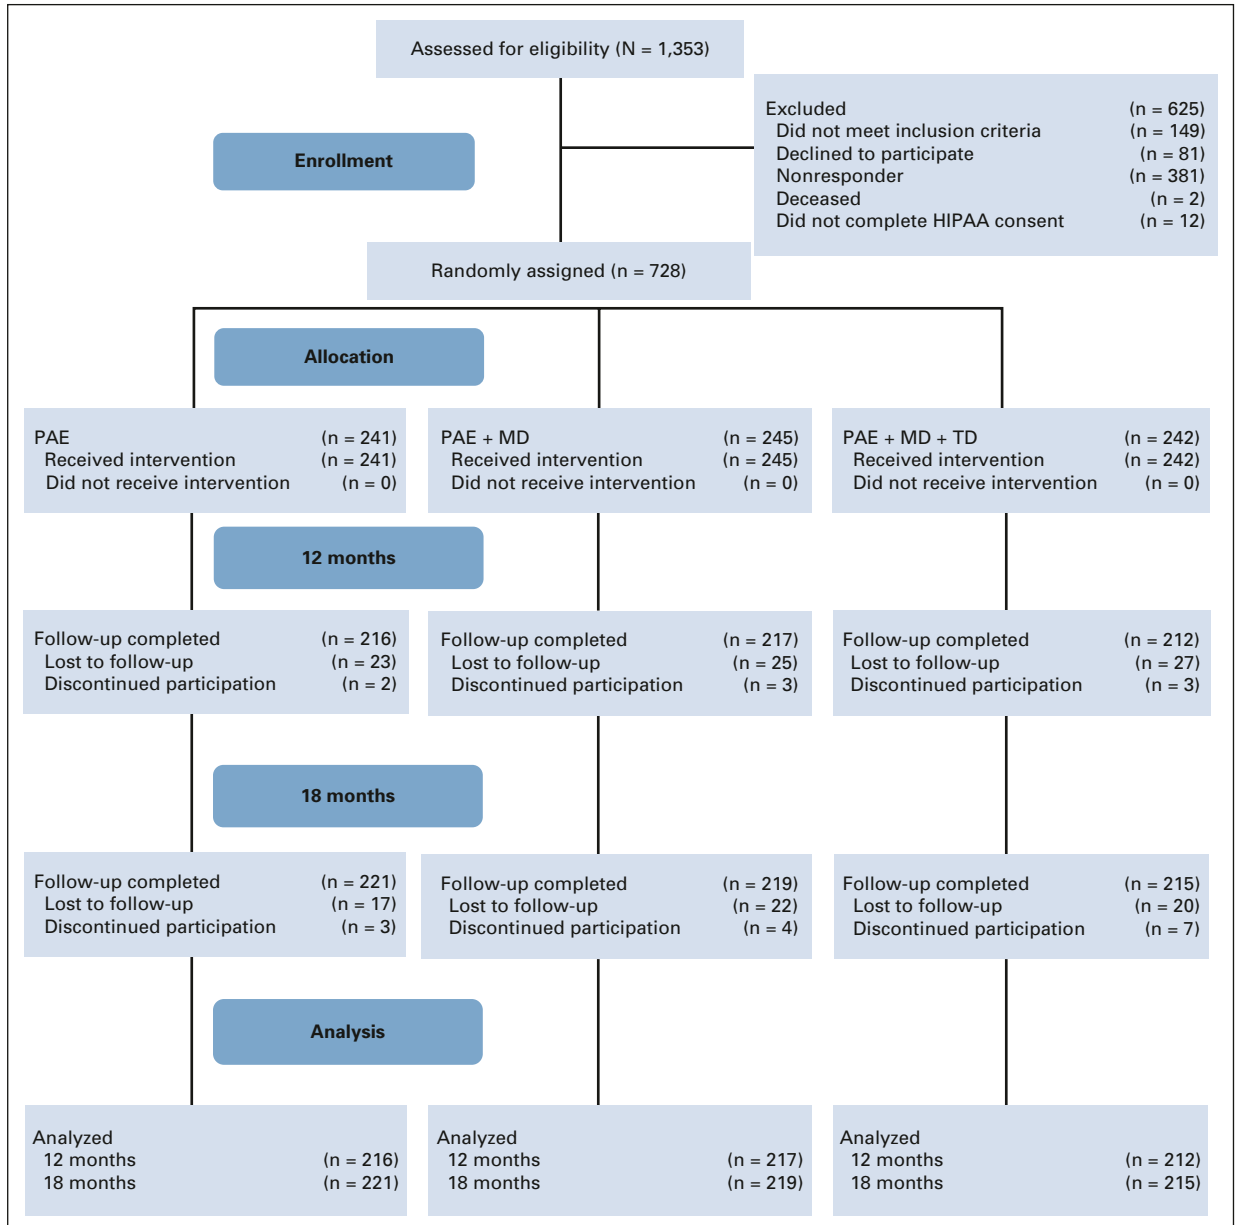 Assessed for eligibility (N = 1,353)
Excluded (n = 625)
Did not meet inclusion criteria (n = 149)
Declined to participate (n = 81)
Nonresponder (n = 381)
Deceased (n = 2)
Did not complete HIPAA consent (n = 12)
Enrollment
Randomly assigned (n = 728)
Allocation
PAE (n = 241)
Received intervention (n = 241)
Did not receive intervention (n = 0)
PAE + MD (n = 245)
Received intervention (n = 245)
Did not receive intervention (n = 0)
PAE + MD + TD (n = 242)
Received intervention (n = 242)
Did not receive intervention (n = 0)
12 months
Follow-up completed (n = 216)
Lost to follow-up (n = 23)
Discontinued participation (n = 2)
Follow-up completed (n = 217)
Lost to follow-up (n = 25)
Discontinued participation (n = 3)
Follow-up completed (n = 212)
Lost to follow-up (n = 27)
Discontinued participation (n = 3)
18 months
Follow-up completed (n = 221)
Lost to follow-up (n = 17)
Discontinued participation (n = 3)
Follow-up completed (n = 219)
Lost to follow-up (n = 22)
Discontinued participation (n = 4)
Follow-up completed (n = 215)
Lost to follow-up (n = 20)
Discontinued participation (n = 7)
Analysis
Analyzed
12 months (n = 216)
18 months (n = 221)
Analyzed
12 months (n = 217)
18 months (n = 219)
Analyzed
12 months (n = 212)
18 months (n = 215)